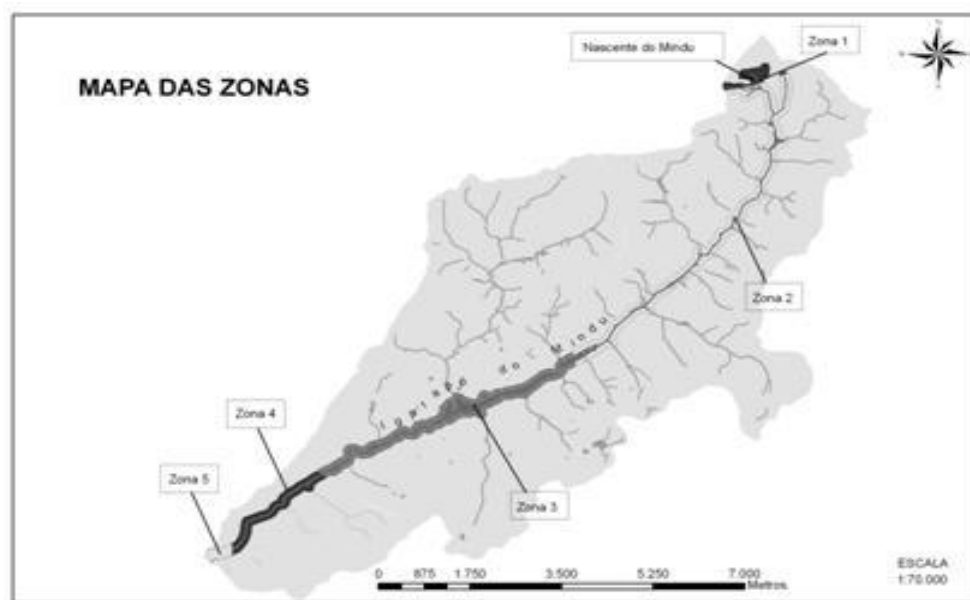 MAPA DAS ZONAS
Nascente do Mindu
Zona 1
Zona 2
Igarapé do Mindu
Zona 4
Zona 5
Zona 3
0 875 1.750 3.500 5.250 7.000
Metros.
ESCALA
1:70.000